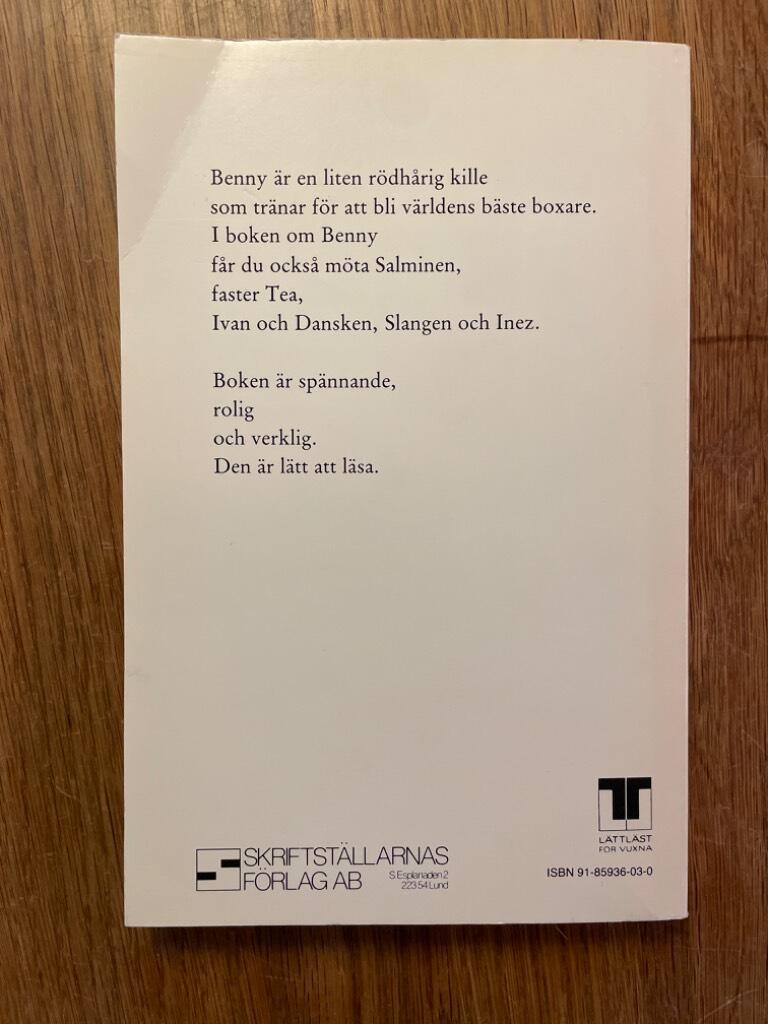 Benny är en liten rödhårig kille
som tränar för att bli världens bäste boxare.
I boken om Benny
får du också möta Salminen,
faster Tea,
Ivan och Dansken, Slangen och Inez.
Boken är spännande,
rolig
och verklig.
Den är lätt att läsa.
LÄTTLÄST
FÖR VUXNA
SKRIFTSTÄLLARNAS
FÖRLAG AB
S Esplanaden 2
223 54 Lund
ISBN 91-85936-03-0